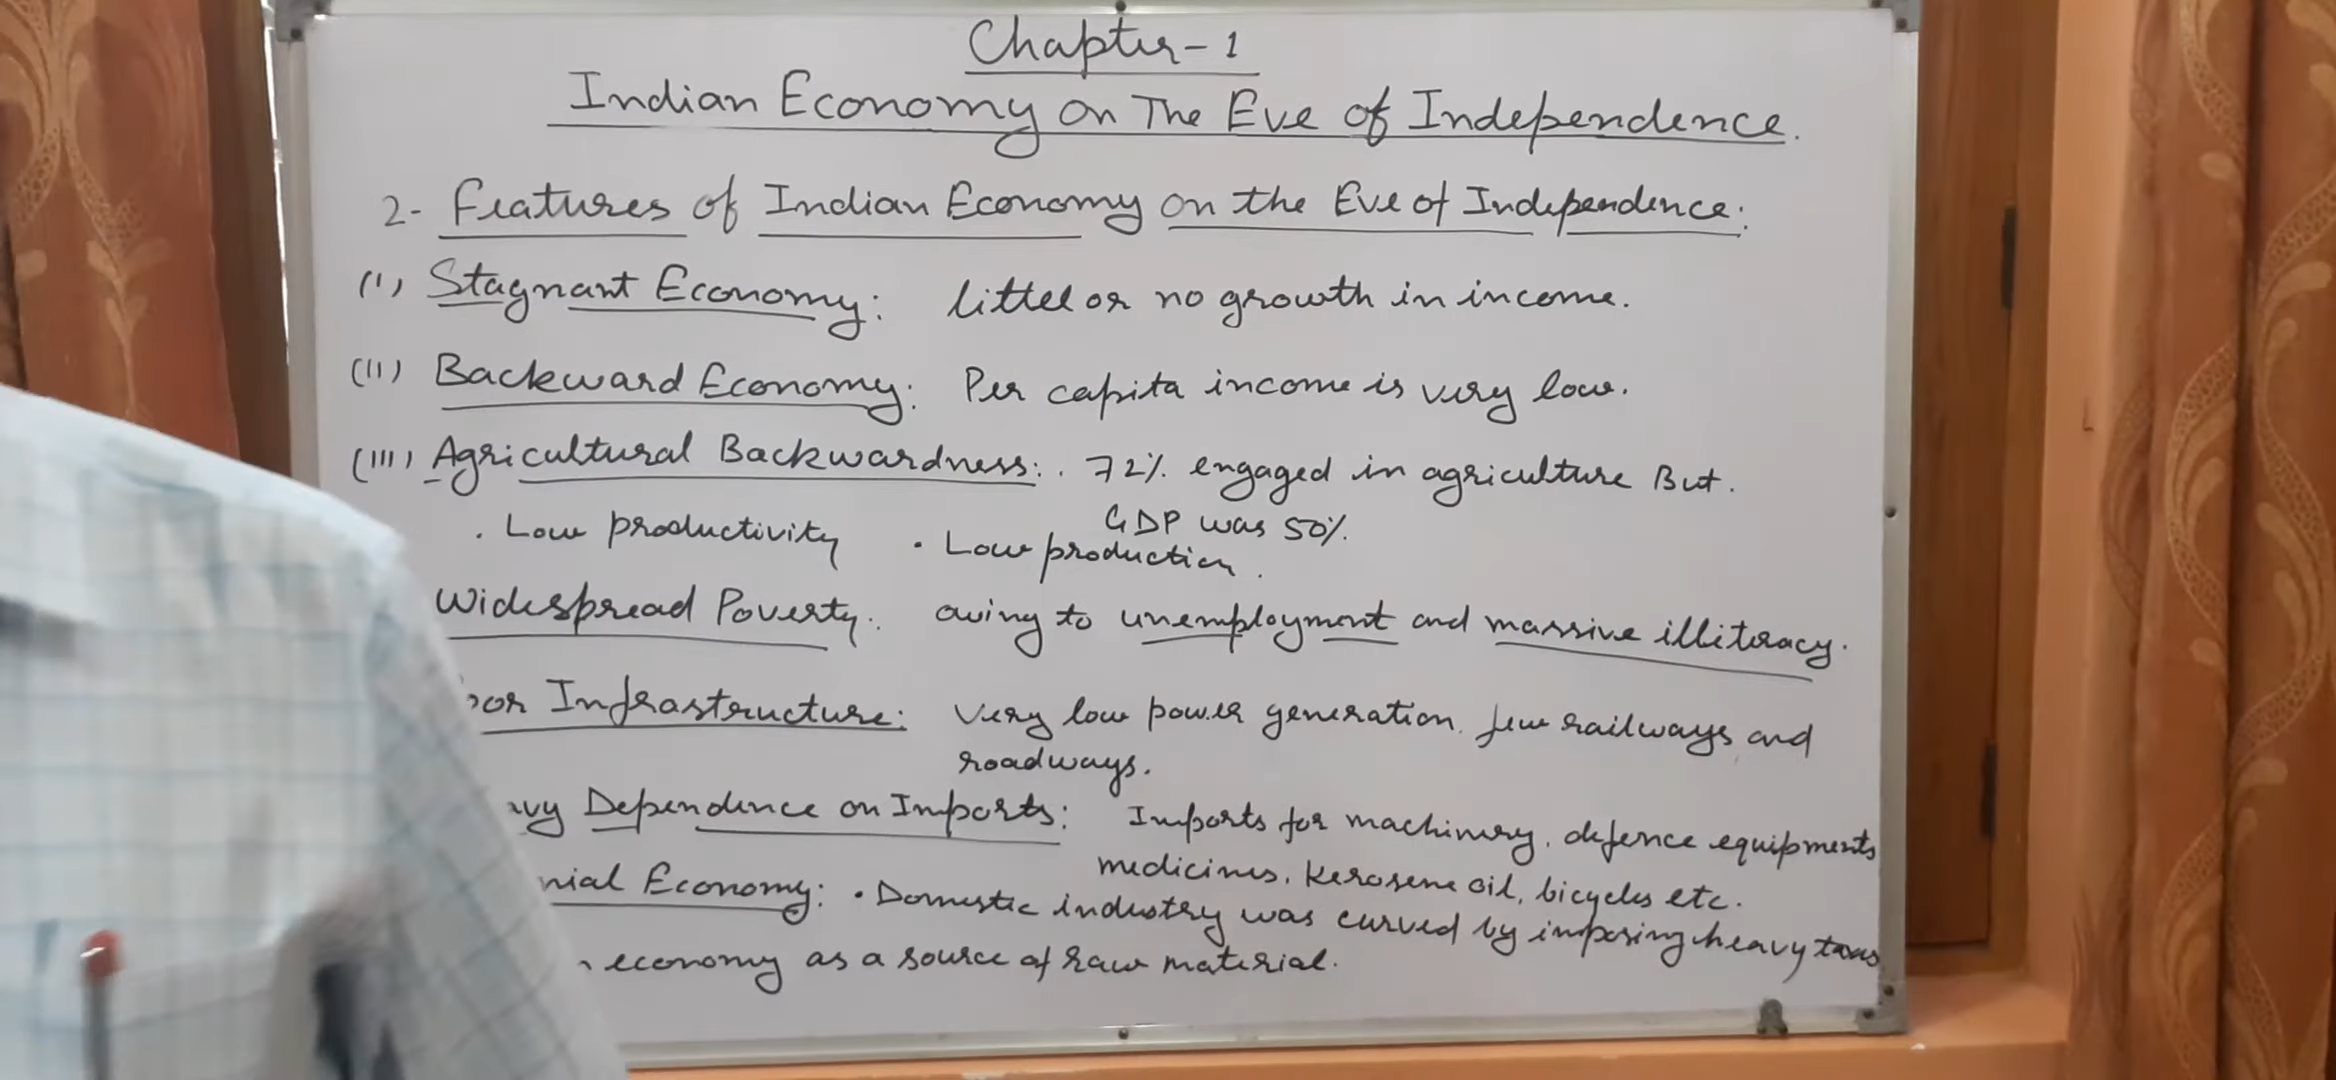 Chapter-1
Indian Economy on The Eve of Independence.
2- Features of Indian Economy on the Eve of Independence:
(i) Stagnant Economy: littel or no growth in income.
(ii) Backward Economy: Per capita income is very low.
(iii) Agricultural Backwardness: . 72% engaged in agriculture But.
GDP was 50%.
. Low productivity . Low production.
Widespread Poverty: owing to unemployment and massive illiteracy.
oor Infrastructure: Very low power generation. few railways and
roadways.
avy Dependence on Imports: Imports for machinery, defence equipments
medicines, Kerosene oil, bicycles etc.
nial Economy: . Domestic industry was curved by imposing heavy taxes
n economy as a source of raw material.